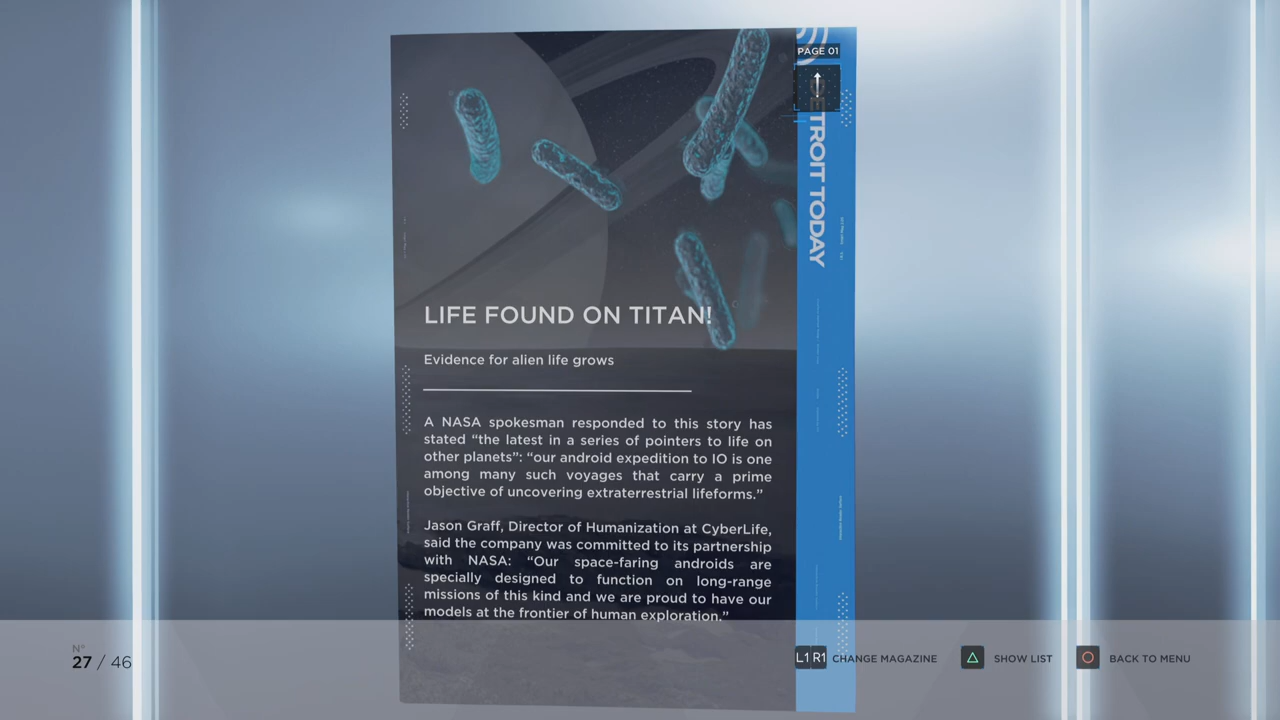 PAGE 01
TROIT TODAY
LIFE FOUND ON TITAN!
Evidence for alien life grows
A NASA spokesman responded to this story has
stated “the latest in a series of pointers to life on
other planets”: “our android expedition to IO is one
among many such voyages that carry a prime
objective of uncovering extraterrestrial lifeforms.”
Jason Graff, Director of Humanization at CyberLife,
said the company was committed to its partnership
with NASA: “Our space-faring androids are
specially designed to function on long-range
missions of this kind and we are proud to have our
models at the frontier of human exploration.”
N°
27 / 46
L1 R1 CHANGE MAGAZINE
SHOW LIST
BACK TO MENU